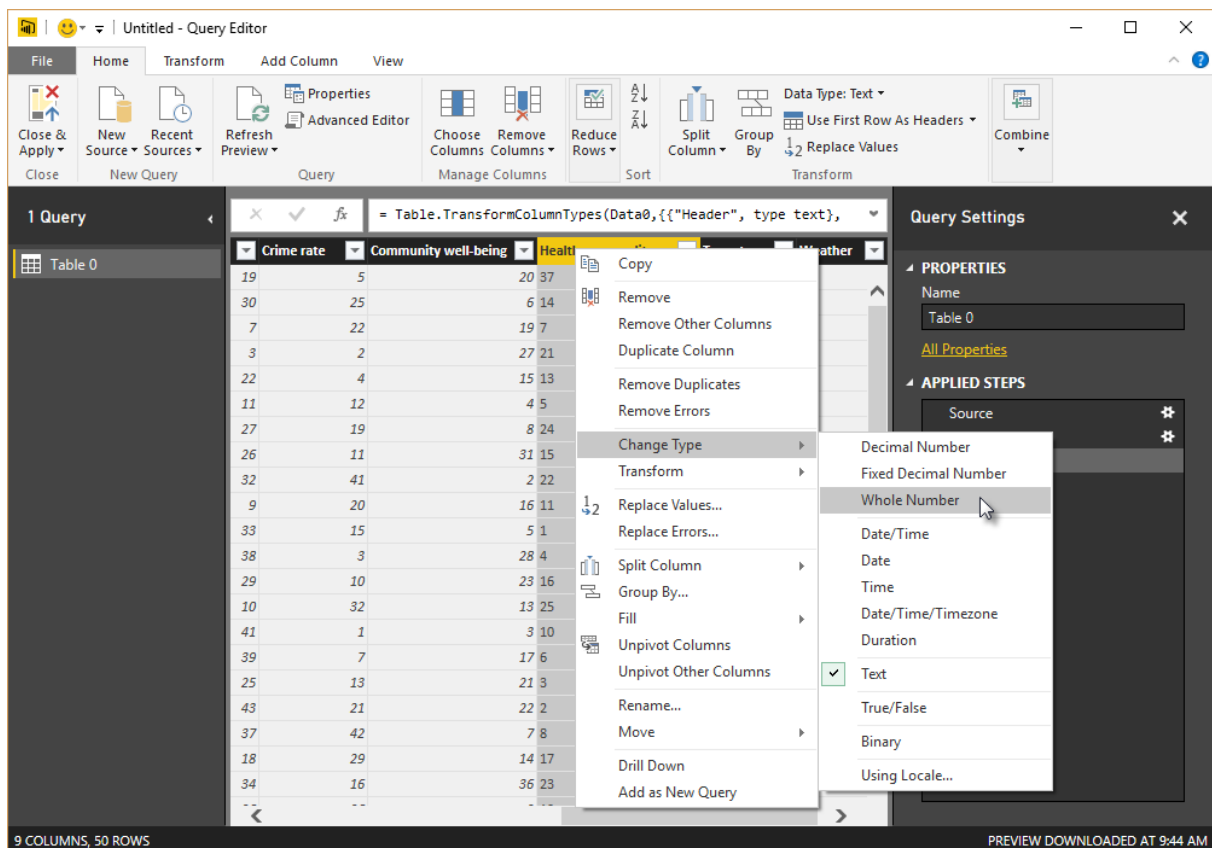 Untitled - Query Editor
File Home Transform Add Column View
Close & Apply
New Source
Recent Sources
Refresh Preview
Properties
Advanced Editor
Choose Columns
Remove Columns
Reduce Rows
Split Column
Group By
Data Type: Text
Use First Row As Headers
Replace Values
Combine
Close New Query Query Manage Columns Sort Transform
1 Query
Table 0
fx = Table.TransformColumnTypes(Data0,{{"Header", type text},
Crime rate Community well-being
19 5 20 37
30 25 6 14
7 22 19 7
3 2 27 21
22 4 15 13
11 12 4 5
27 19 8 24
26 11 31 15
32 41 2 22
9 20 16 11
33 15 5 1
38 3 28 4
29 10 23 16
10 32 13 25
41 1 3 10
39 7 17 6
25 13 21 3
43 21 22 2
37 42 7 8
18 29 14 17
34 16 36 23
Copy
Remove
Remove Other Columns
Duplicate Column
Remove Duplicates
Remove Errors
Change Type
Transform
Replace Values...
Replace Errors...
Split Column
Group By...
Fill
Unpivot Columns
Unpivot Other Columns
Rename...
Move
Drill Down
Add as New Query
Decimal Number
Fixed Decimal Number
Whole Number
Date/Time
Date
Time
Date/Time/Timezone
Duration
Text
True/False
Binary
Using Locale...
Query Settings
PROPERTIES
Name
Table 0
All Properties
APPLIED STEPS
Source
9 COLUMNS, 50 ROWS
PREVIEW DOWNLOADED AT 9:44 AM